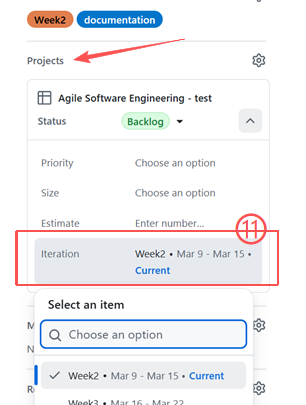 Week2 documentation
Projects
Agile Software Engineering - test
Status Backlog
Priority Choose an option
Size Choose an option
Estimate Enter number...
11
Iteration Week2 • Mar 9 - Mar 15 •
Current
Select an item
Choose an option
M
Week2 • Mar 9 - Mar 15 • Current
N
Week3 • Mar 16 - Mar 22